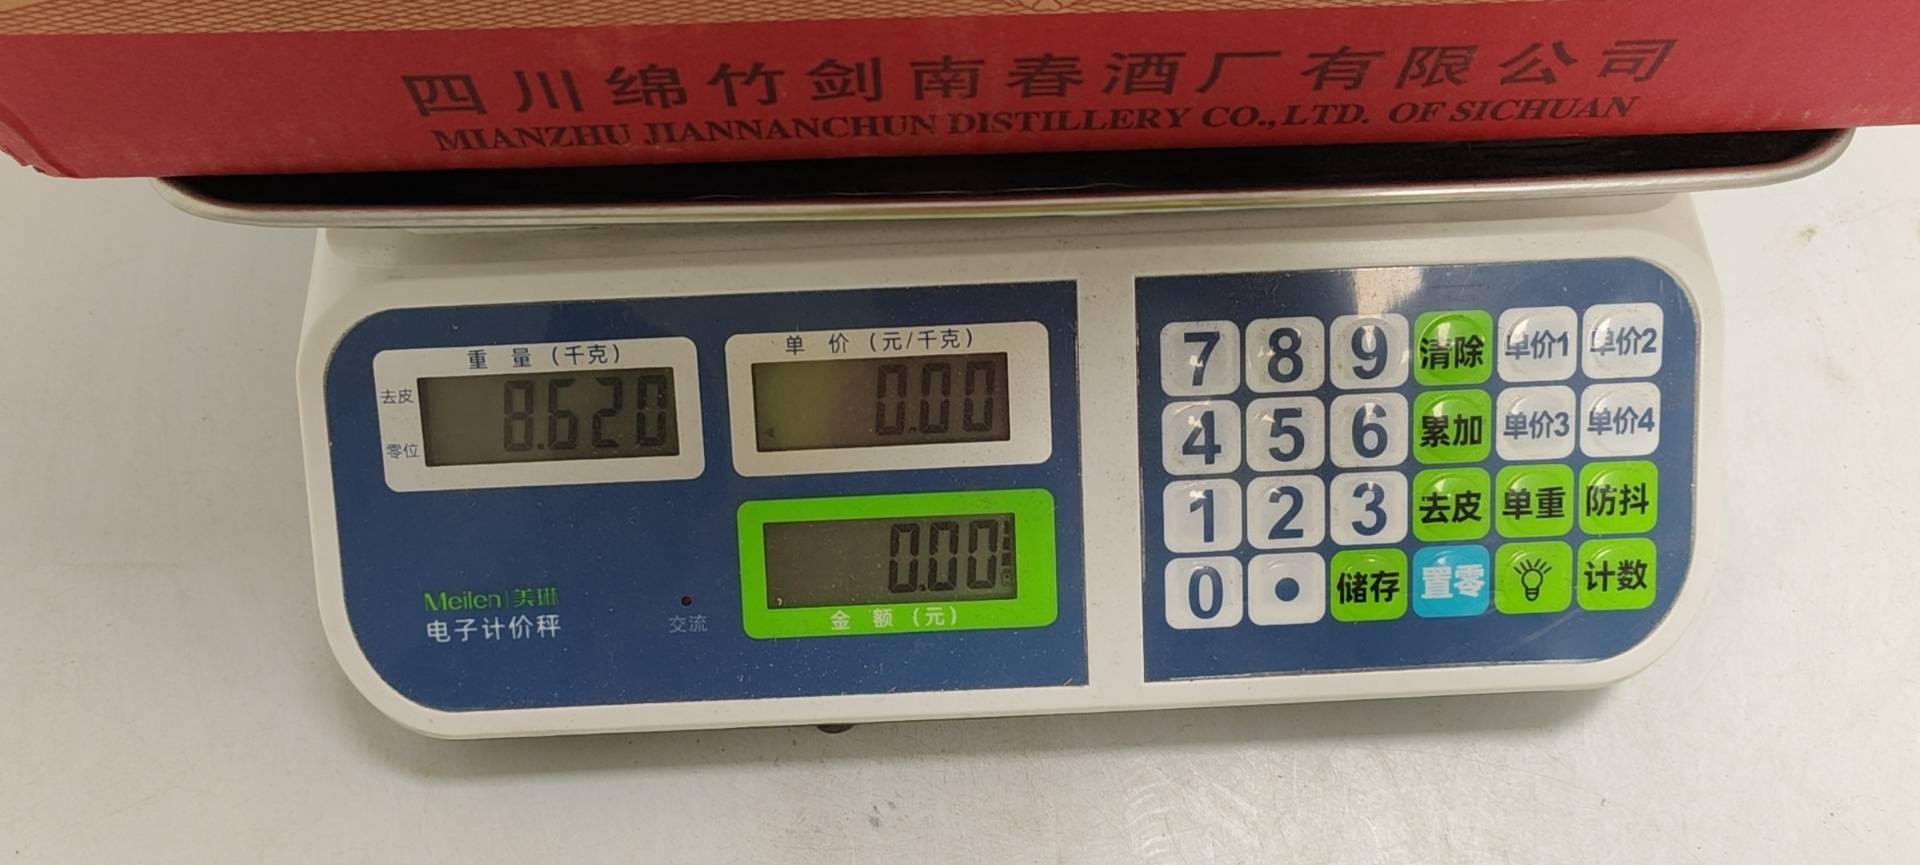 四川绵竹剑南春酒厂有限公司
MIANZHU JIANNANCHUN DISTILLERY CO.,LTD. OF SICHUAN
重 量 (千克)
去皮
零位
8.620
单 价 (元/千克)
0.00
0.00
金 额 (元)
Meilen|美琳
电子计价秤
交流
7 8 9 清除 单价1 单价2
4 5 6 累加 单价3 单价4
1 2 3 去皮 单重 防抖
0 • 储存 置零 计数